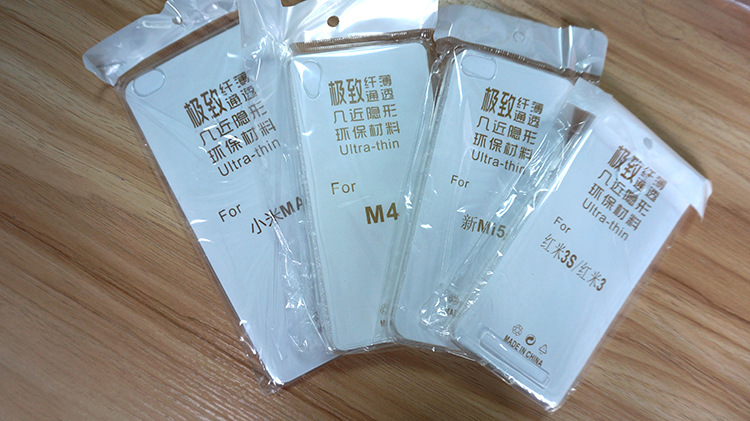 极致 纤薄
通透
几近隐形
环保材料
Ultra-thin
For
小米MA
极致 纤薄
通透
几近隐形
环保材料
Ultra-thin
For
M4
极致 纤薄
通透
几近隐形
环保材料
Ultra-thin
For
新Mi5
MA
极致 纤薄
通透
几近隐形
环保材料
Ultra-thin
For
红米3S/红米3
MADE IN CHINA